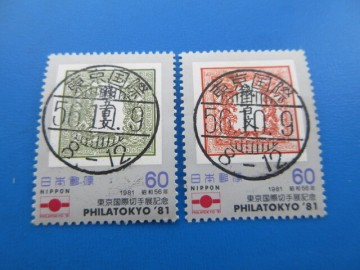 東京国際
56.10.9
8-12
日本郵便 60
NIPPON 1981 昭和56年
東京国際切手展記念
PHILATOKYO '81
東京国際
56.10.9
8-12
日本郵便 60
NIPPON 1981 昭和56年
東京国際切手展記念
PHILATOKYO '81